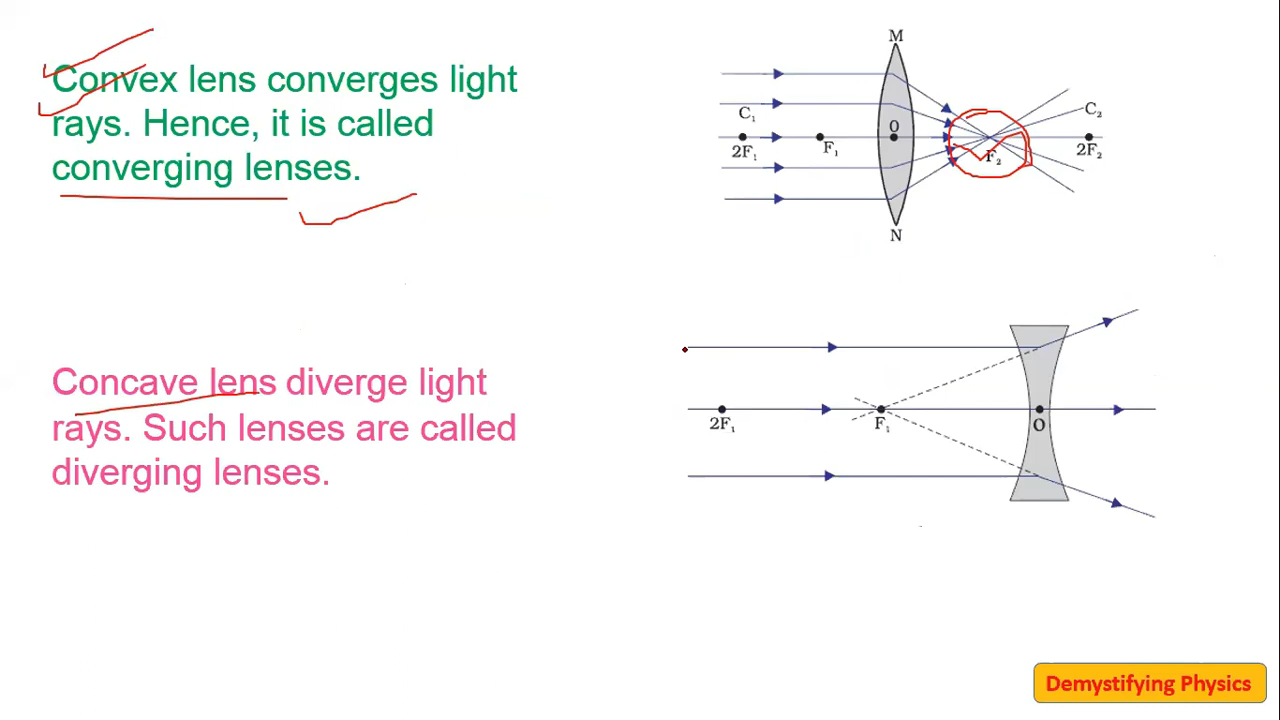 Convex lens converges light
rays. Hence, it is called
converging lenses.
M
C₁
O
C₂
2F₁
F₁
F₂
2F₂
N
Concave lens diverge light
rays. Such lenses are called
diverging lenses.
2F₁
F₁
O
Demystifying Physics